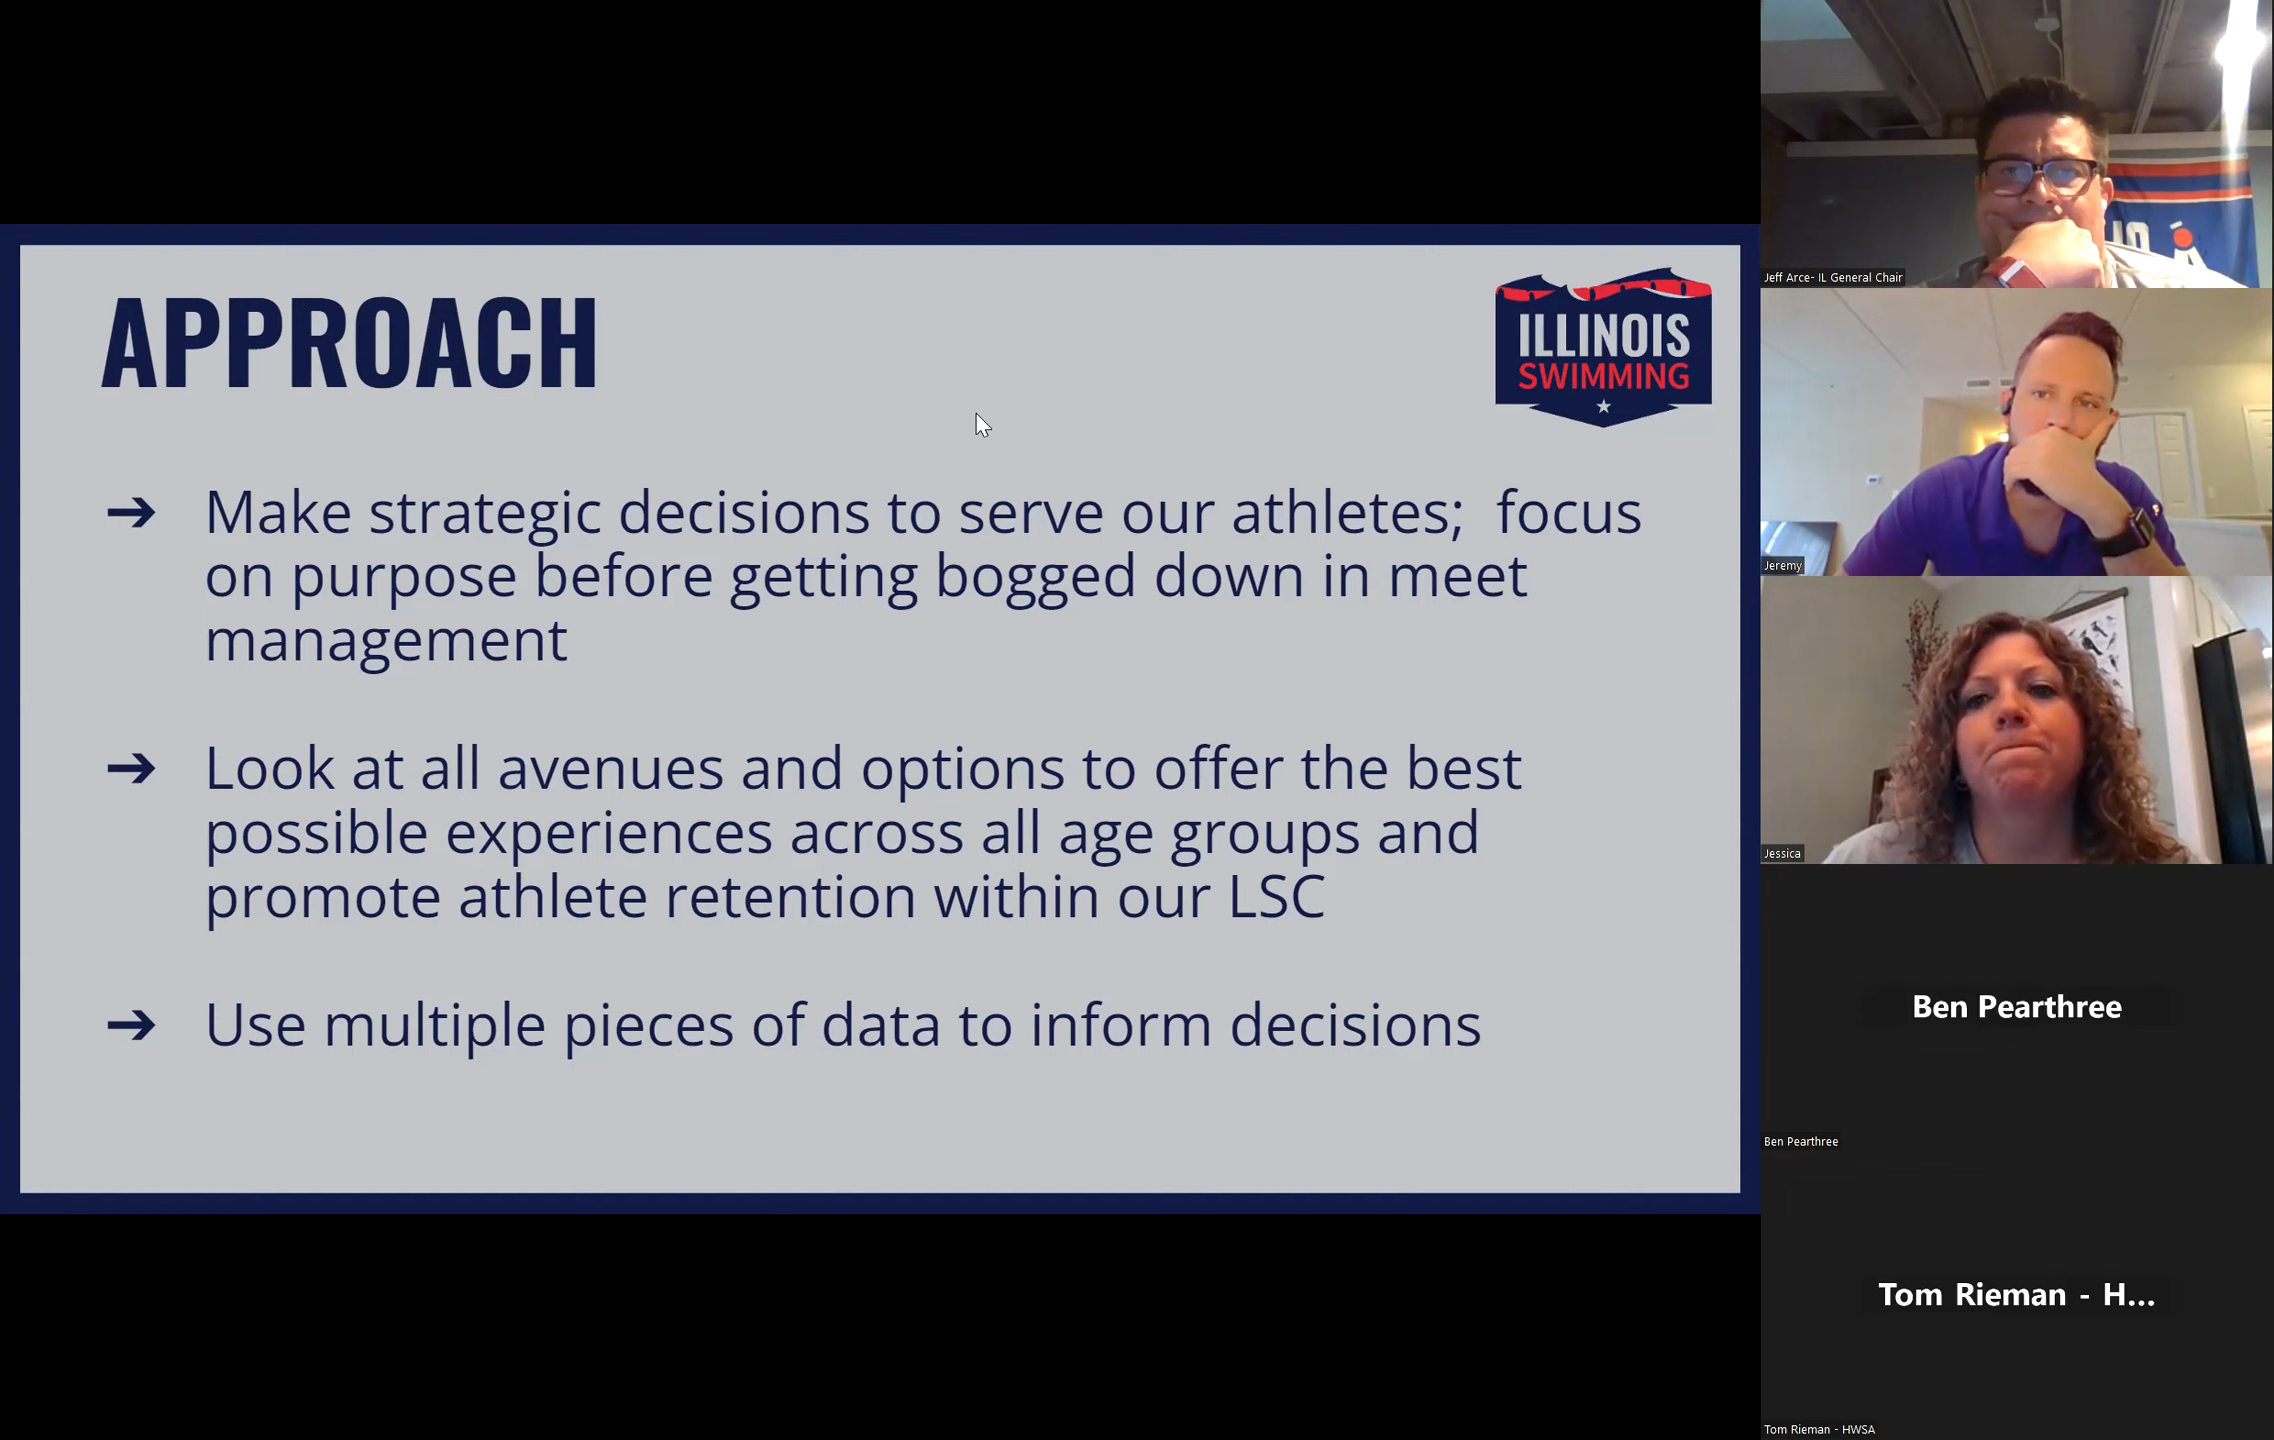 APPROACH
ILLINOIS
SWIMMING
➔ Make strategic decisions to serve our athletes;  focus
on purpose before getting bogged down in meet
management
➔ Look at all avenues and options to offer the best
possible experiences across all age groups and
promote athlete retention within our LSC
➔ Use multiple pieces of data to inform decisions
Jeff Arce- IL General Chair
Jeremy
Jessica
Ben Pearthree
Ben Pearthree
Tom Rieman - H...
Tom Rieman - HWSA